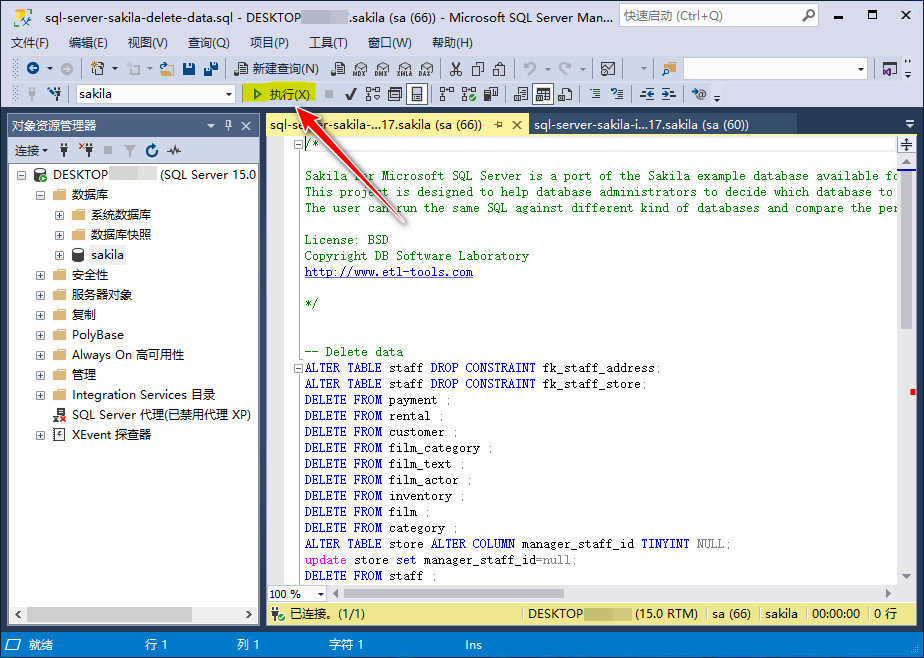 sql-server-sakila-delete-data.sql - DESKTOP .sakila (sa (66)) - Microsoft SQL Server Man...
快速启动 (Ctrl+Q)
文件(F) 编辑(E) 视图(V) 查询(Q) 项目(P) 工具(T) 窗口(W) 帮助(H)
新建查询(N) MDX DMX XMLA DAX
sakila 执行(X)
对象资源管理器
连接
DESKTOP (SQL Server 15.0
数据库
系统数据库
数据库快照
sakila
安全性
服务器对象
复制
PolyBase
Always On 高可用性
管理
Integration Services 目录
SQL Server 代理(已禁用代理 XP)
XEvent 探查器
sql-server-sakila-...17.sakila (sa (66)) sql-server-sakila-i...17.sakila (sa (60))
/*
Sakila for Microsoft SQL Server is a port of the Sakila example database available fo
This project is designed to help database administrators to decide which database to
The user can run the same SQL against different kind of databases and compare the per
License: BSD
Copyright DB Software Laboratory
http://www.etl-tools.com
*/
-- Delete data
ALTER TABLE staff DROP CONSTRAINT fk_staff_address;
ALTER TABLE staff DROP CONSTRAINT fk_staff_store;
DELETE FROM payment ;
DELETE FROM rental ;
DELETE FROM customer ;
DELETE FROM film_category ;
DELETE FROM film_text ;
DELETE FROM film_actor ;
DELETE FROM inventory ;
DELETE FROM film ;
DELETE FROM category ;
ALTER TABLE store ALTER COLUMN manager_staff_id TINYINT NULL;
update store set manager_staff_id=null;
DELETE FROM staff ;
100 %
已连接。(1/1) DESKTOP (15.0 RTM) sa (66) sakila 00:00:00 0 行
就绪 行 1 列 1 字符 1 Ins